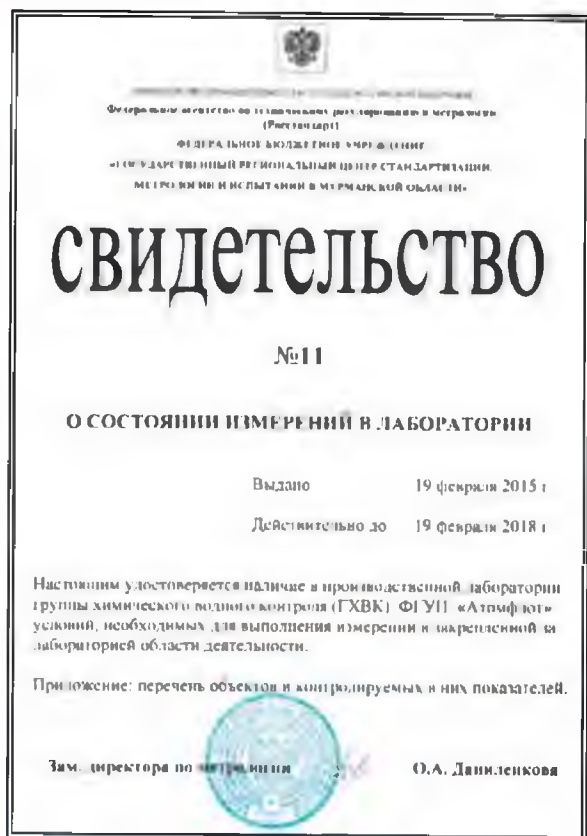 Федеральное агентство по техническому регулированию и метрологии
(Росстандарт)
ФЕДЕРАЛЬНОЕ БЮДЖЕТНОЕ УЧРЕЖДЕНИЕ
«ГОСУДАРСТВЕННЫЙ РЕГИОНАЛЬНЫЙ ЦЕНТР СТАНДАРТИЗАЦИИ,
МЕТРОЛОГИИ И ИСПЫТАНИЙ В МУРМАНСКОЙ ОБЛАСТИ»
СВИДЕТЕЛЬСТВО
№11
О СОСТОЯНИИ ИЗМЕРЕНИЙ В ЛАБОРАТОРИИ
Выдано 19 февраля 2015 г
Действительно до 19 февраля 2018 г
Настоящим удостоверяется наличие в производственной лаборатории
группы химического водного контроля (ГХВК) ФГУП «Атомфлот»
условий, необходимых для выполнения измерений в закрепленной за
лабораторией области деятельности.
Приложение: перечень объектов и контролируемых в них показателей.
Зам. директора по метрологии О.А. Даниленкова